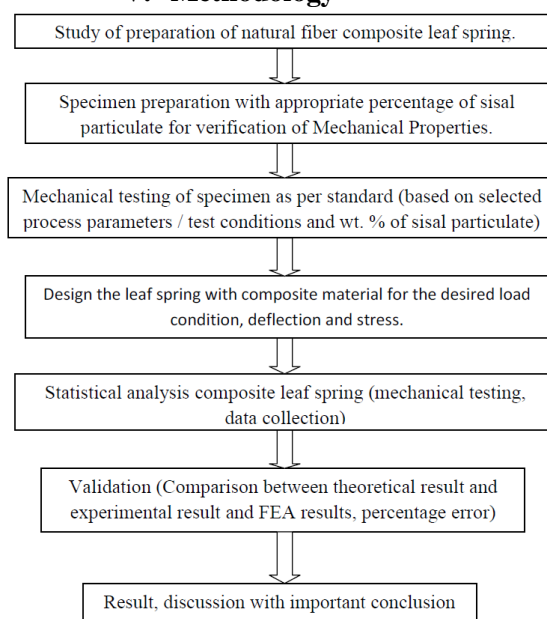 Methodology
Study of preparation of natural fiber composite leaf spring.
Specimen preparation with appropriate percentage of sisal
particulate for verification of Mechanical Properties.
Mechanical testing of specimen as per standard (based on selected
process parameters / test conditions and wt. % of sisal particulate)
Design the leaf spring with composite material for the desired load
condition, deflection and stress.
Statistical analysis composite leaf spring (mechanical testing,
data collection)
Validation (Comparison between theoretical result and
experimental result and FEA results, percentage error)
Result, discussion with important conclusion